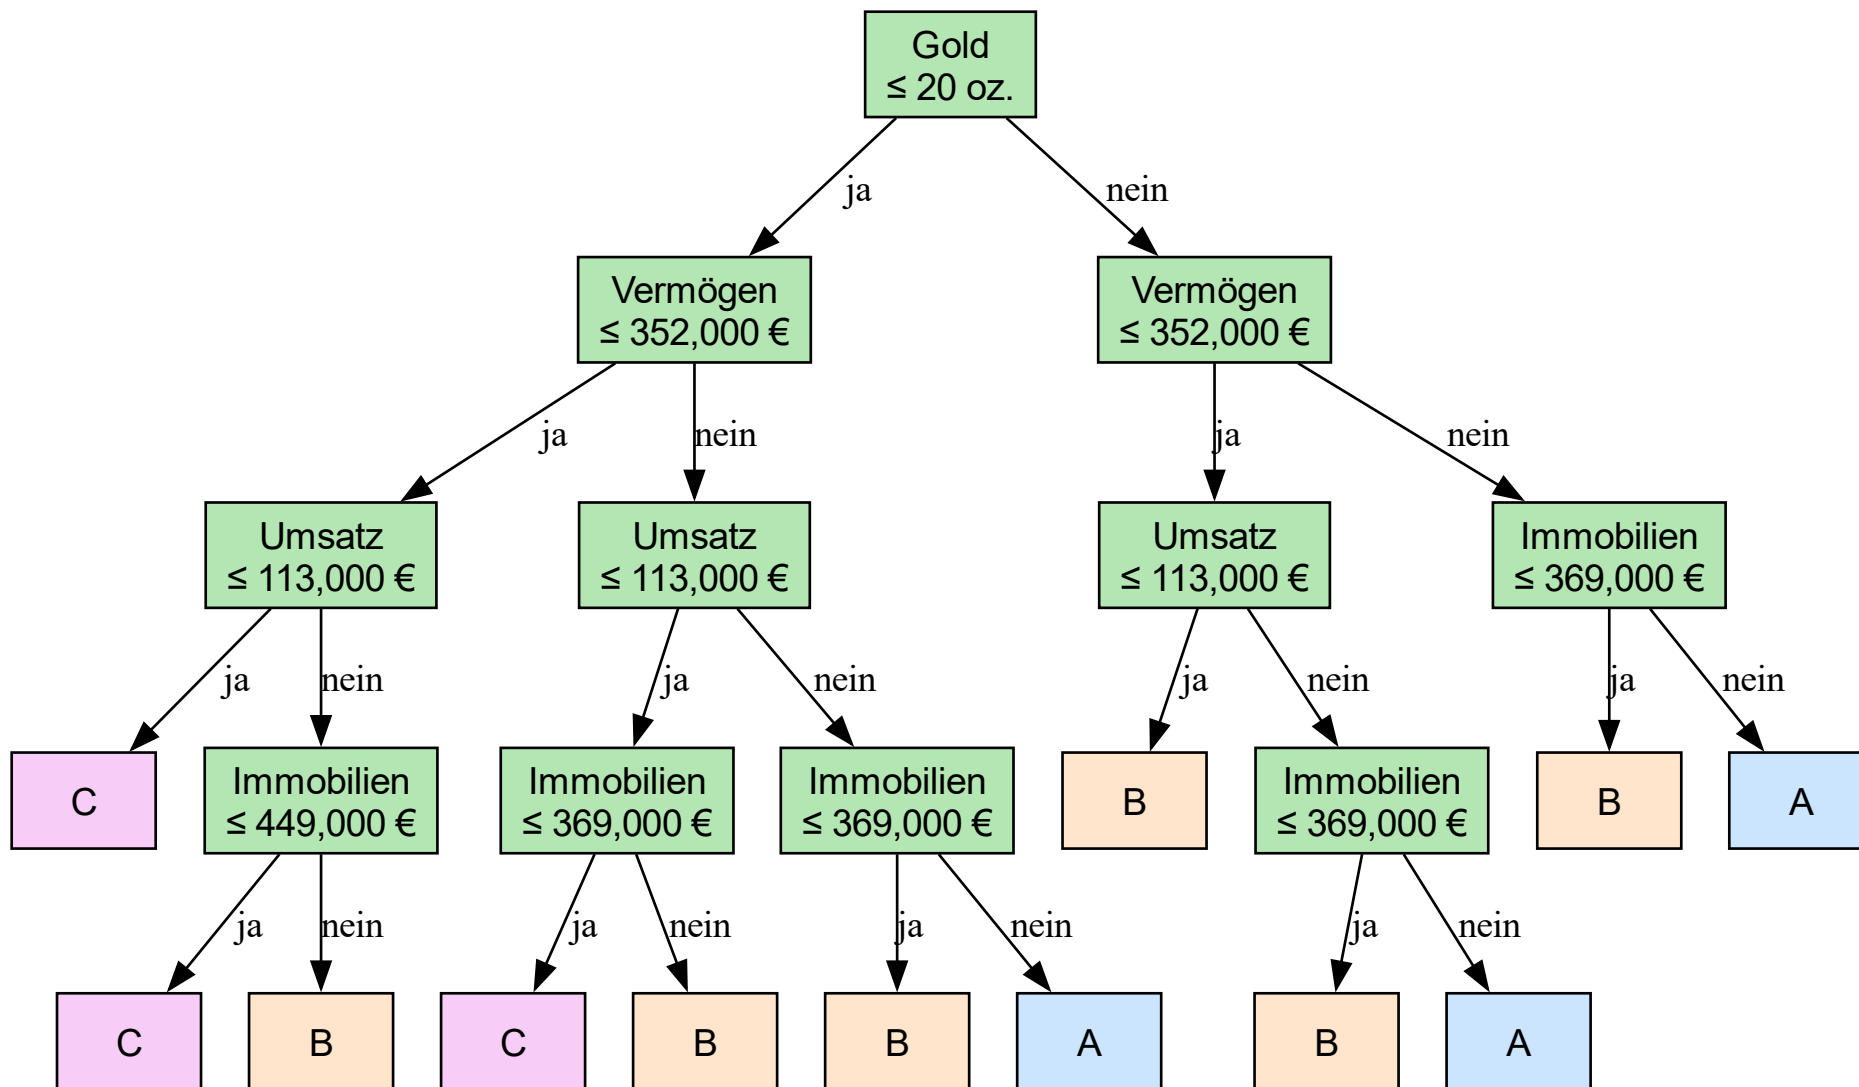 Gold
≤ 20 oz.
ja
nein
Vermögen
≤ 352,000 €
Vermögen
≤ 352,000 €
ja
nein
ja
nein
Umsatz
≤ 113,000 €
Umsatz
≤ 113,000 €
Umsatz
≤ 113,000 €
Immobilien
≤ 369,000 €
ja
nein
ja
nein
ja
nein
ja
nein
C
Immobilien
≤ 449,000 €
Immobilien
≤ 369,000 €
Immobilien
≤ 369,000 €
B
Immobilien
≤ 369,000 €
B
A
ja
nein
ja
nein
ja
nein
ja
nein
C
B
C
B
B
A
B
A